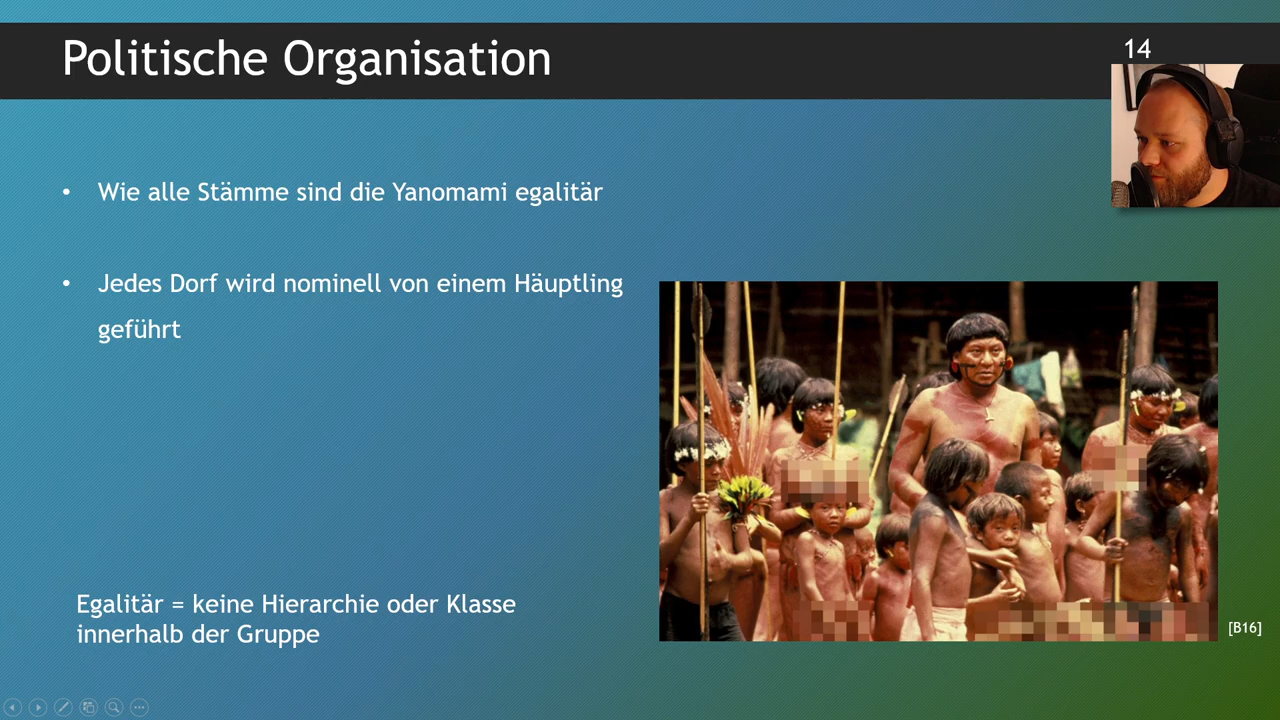 Politische Organisation
14
• Wie alle Stämme sind die Yanomami egalitär
• Jedes Dorf wird nominell von einem Häuptling
geführt
Egalitär = keine Hierarchie oder Klasse
innerhalb der Gruppe
[B16]